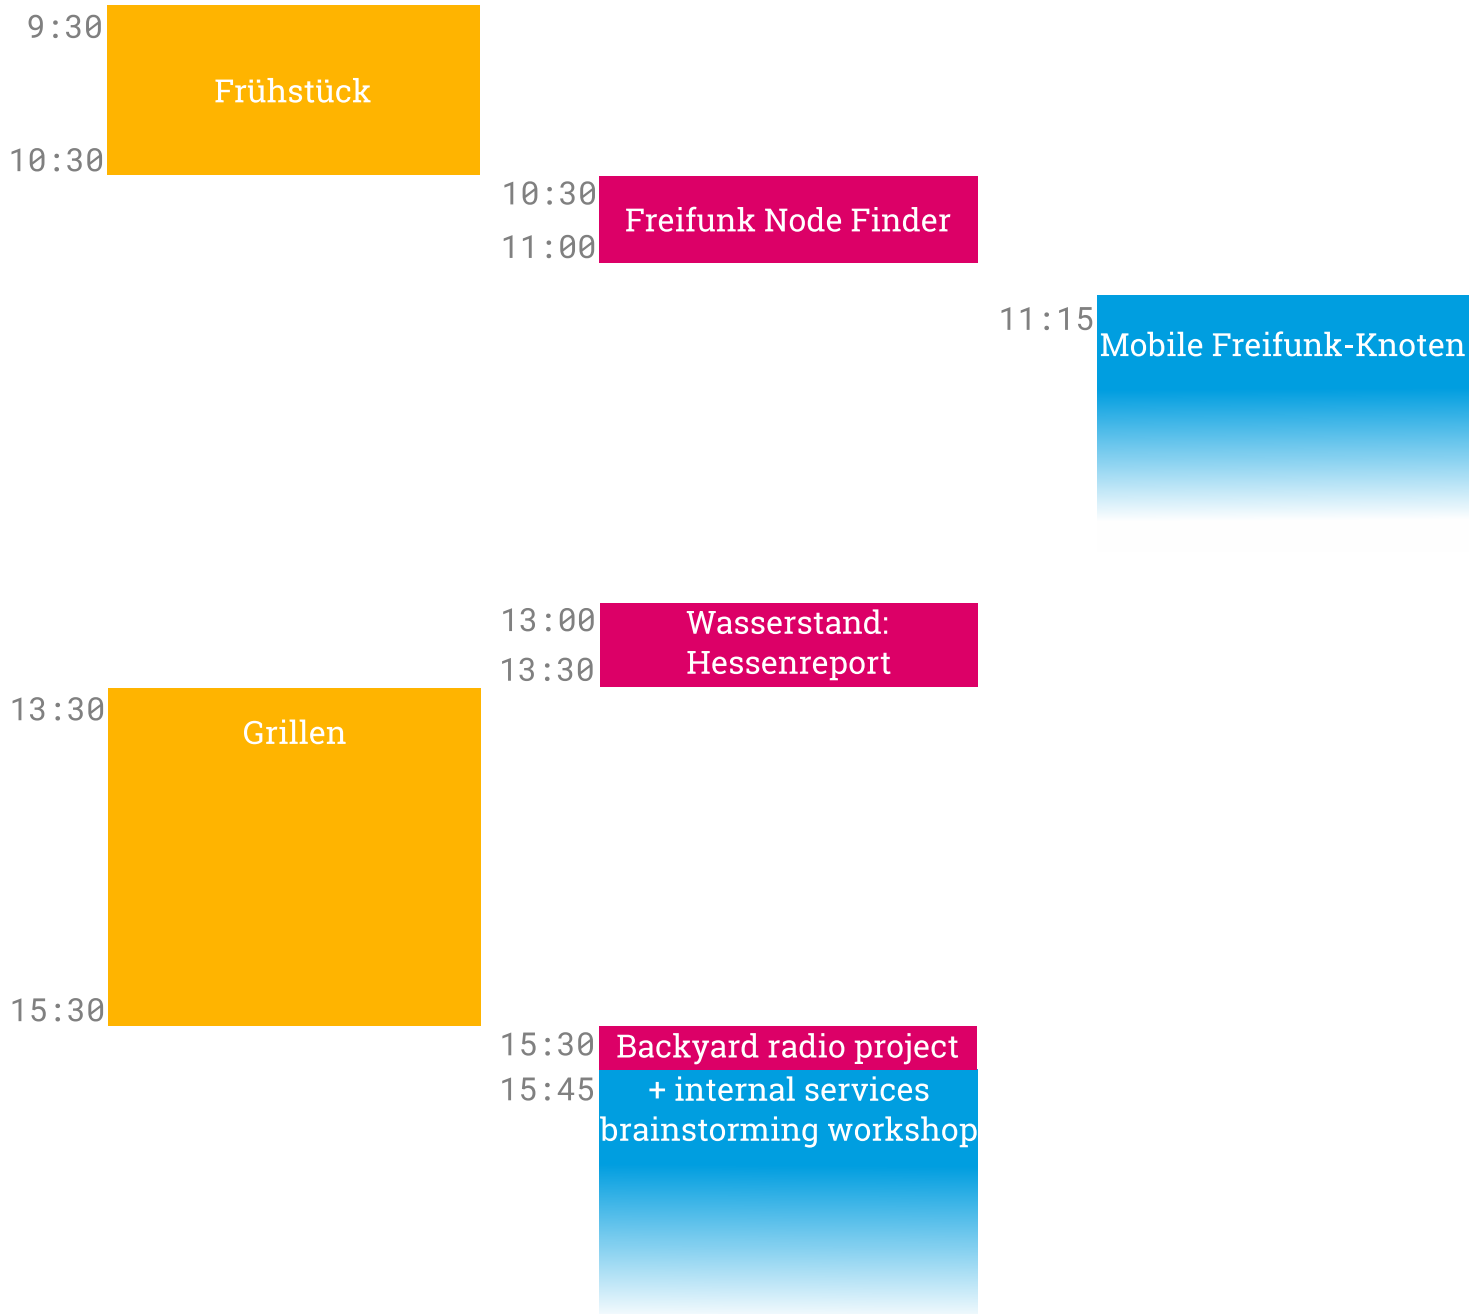 9:30
Frühstück
10:30
10:30
Freifunk Node Finder
11:00
11:15
Mobile Freifunk-Knoten
13:00
Wasserstand:
Hessenreport
13:30
13:30
Grillen
15:30
15:30
Backyard radio project
15:45
+ internal services
brainstorming workshop